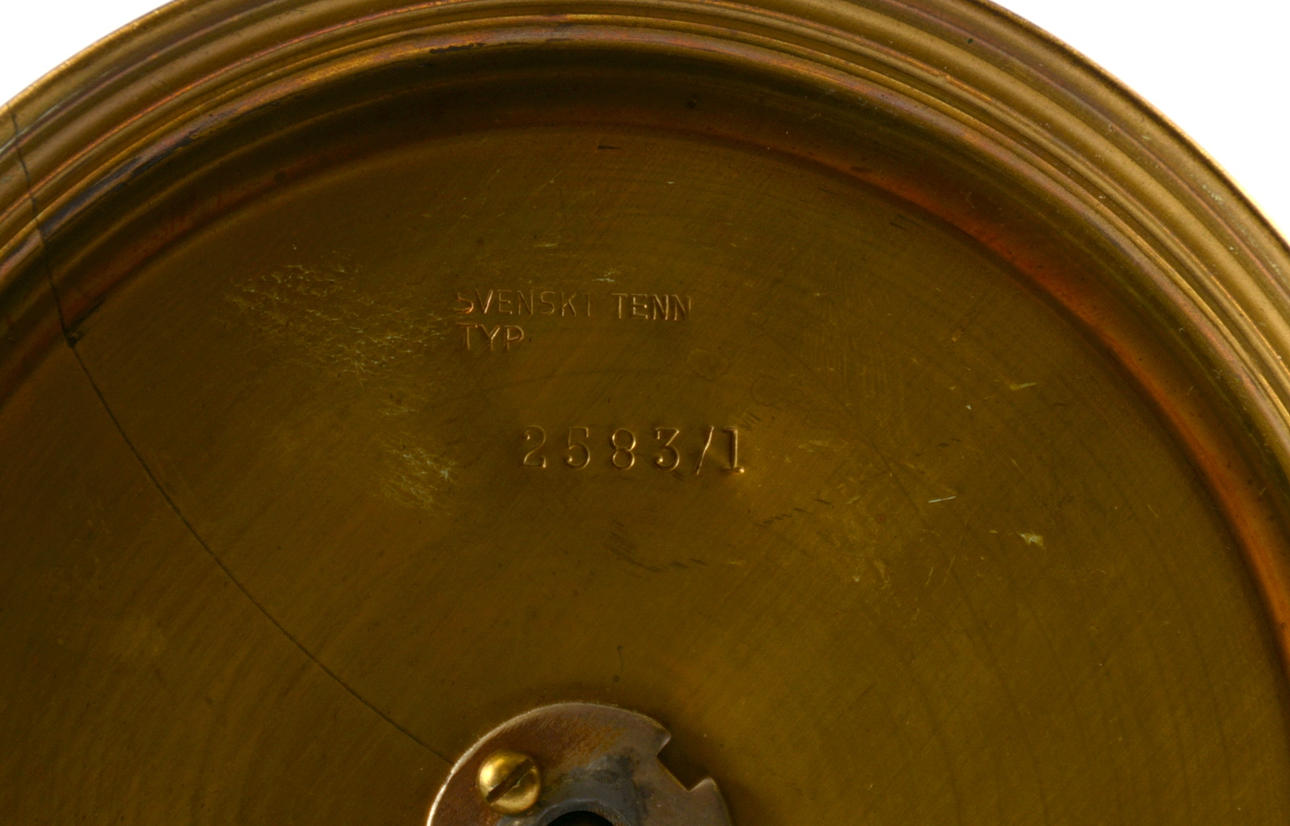 SVENSKT TENN
TYP
2583/1